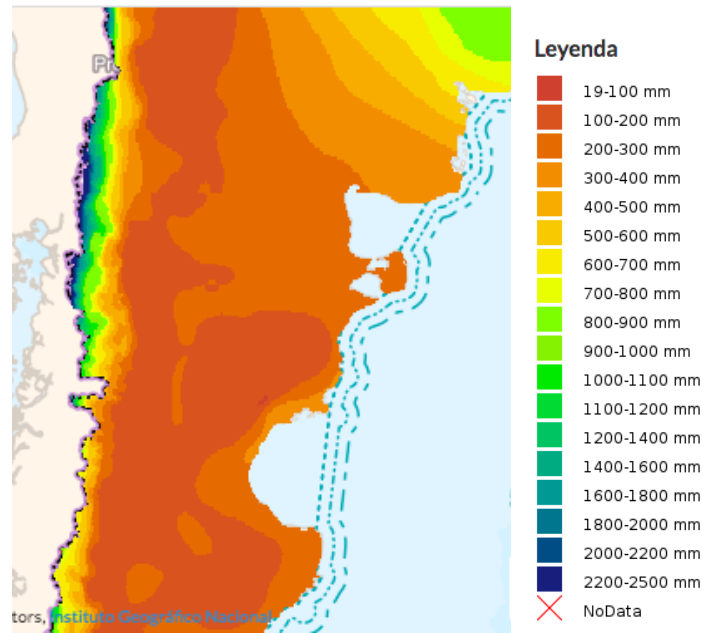 Pr
Leyenda
19-100 mm
100-200 mm
200-300 mm
300-400 mm
400-500 mm
500-600 mm
600-700 mm
700-800 mm
800-900 mm
900-1000 mm
1000-1100 mm
1100-1200 mm
1200-1400 mm
1400-1600 mm
1600-1800 mm
1800-2000 mm
2000-2200 mm
2200-2500 mm
NoData
tors, Instituto Geográfico Nacional